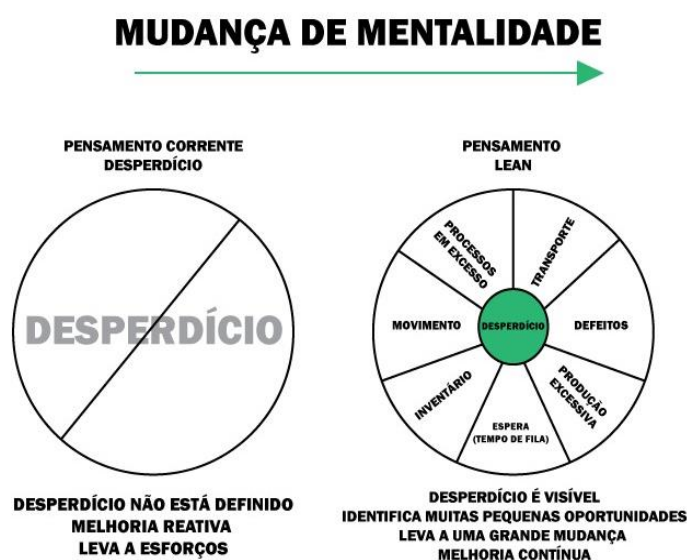 MUDANÇA DE MENTALIDADE
PENSAMENTO CORRENTE
DESPERDÍCIO
DESPERDÍCIO
DESPERDÍCIO NÃO ESTÁ DEFINIDO
MELHORIA REATIVA
LEVA A ESFORÇOS
PENSAMENTO
LEAN
PROCESSOS
EM EXCESSO
TRANSPORTE
MOVIMENTO
DESPERDÍCIO
DEFEITOS
INVENTÁRIO
ESPERA
(TEMPO DE FILA)
PRODUÇÃO
EXCESSIVA
DESPERDÍCIO É VISÍVEL
IDENTIFICA MUITAS PEQUENAS OPORTUNIDADES
LEVA A UMA GRANDE MUDANÇA
MELHORIA CONTÍNUA